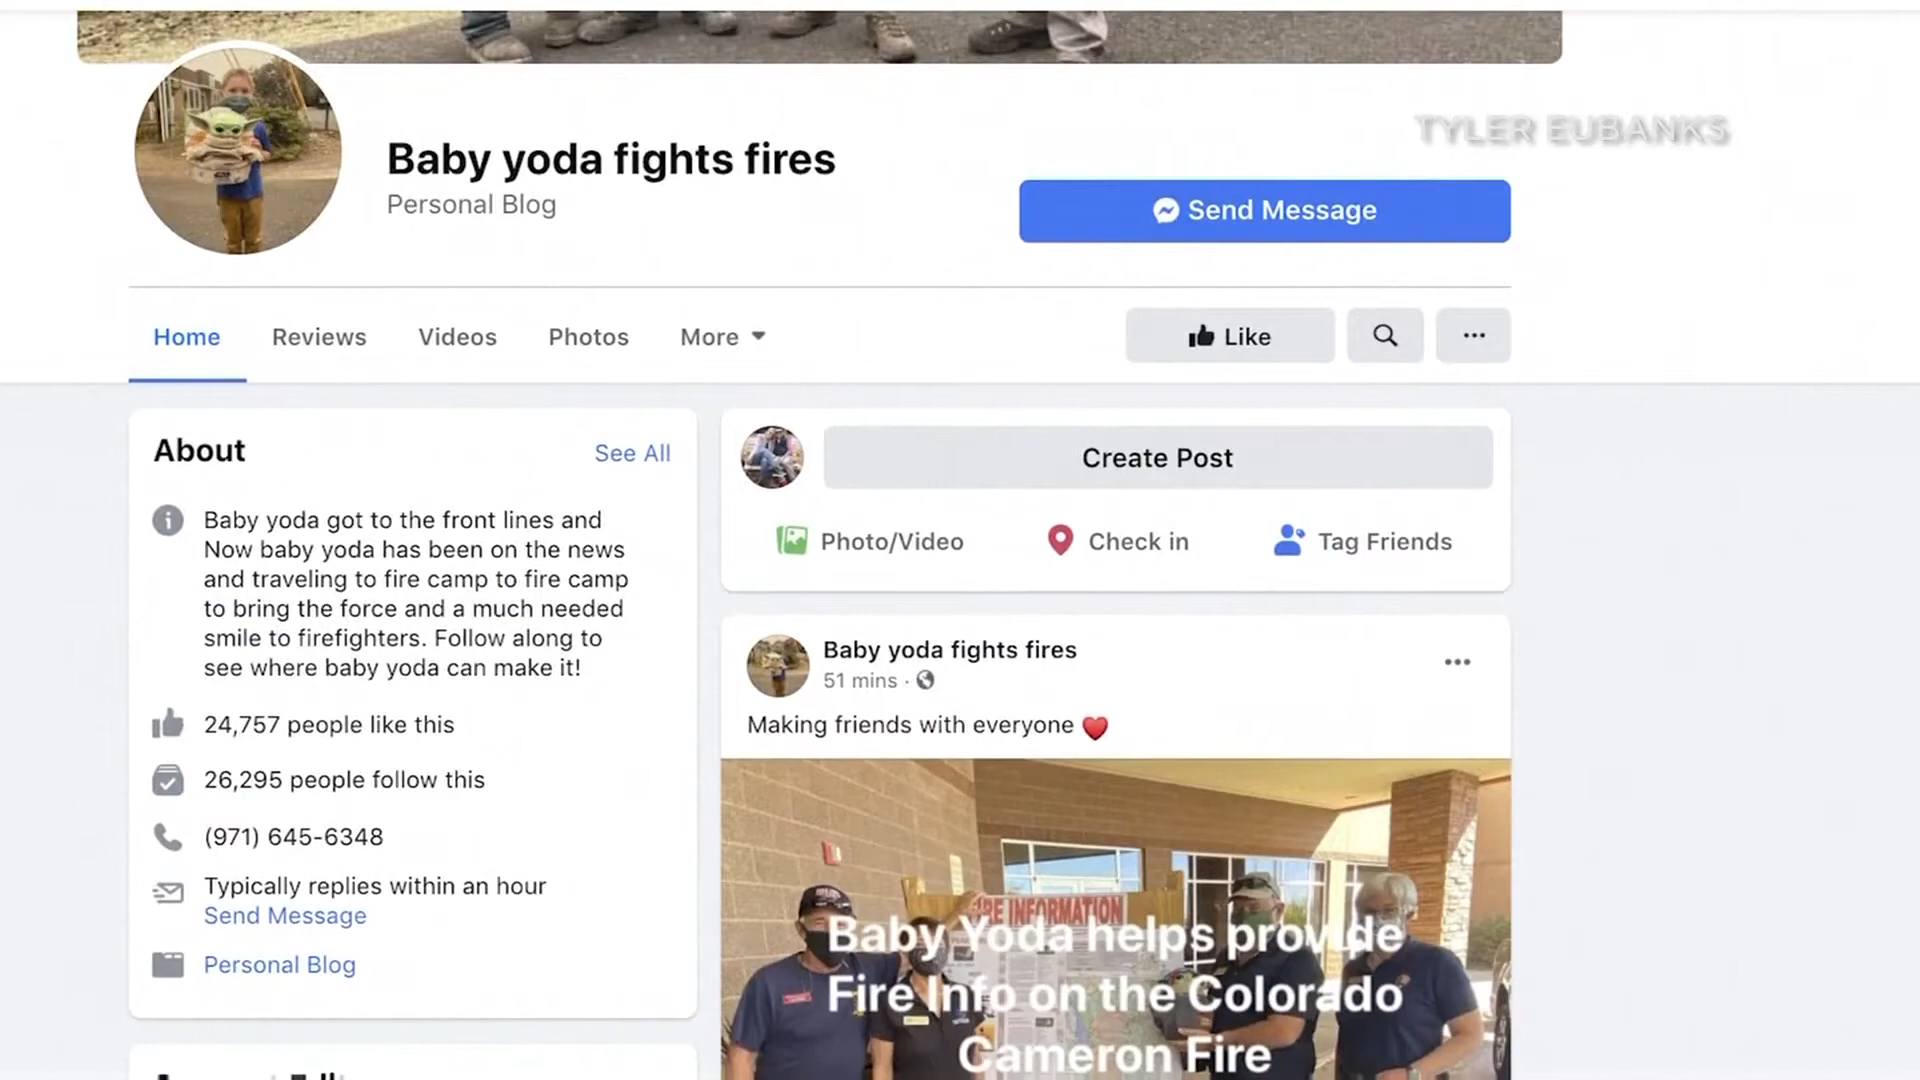 TYLER EUBANKS
Baby yoda fights fires
Personal Blog
Send Message
Home Reviews Videos Photos More
Like
About See All
Baby yoda got to the front lines and
Now baby yoda has been on the news
and traveling to fire camp to fire camp
to bring the force and a much needed
smile to firefighters. Follow along to
see where baby yoda can make it!
24,757 people like this
26,295 people follow this
(971) 645-6348
Typically replies within an hour
Send Message
Personal Blog
Create Post
Photo/Video Check in Tag Friends
Baby yoda fights fires
51 mins ·
Making friends with everyone ❤️
INFORMATION
Baby Yoda helps provide
Fire Info on the Colorado
Cameron Fire